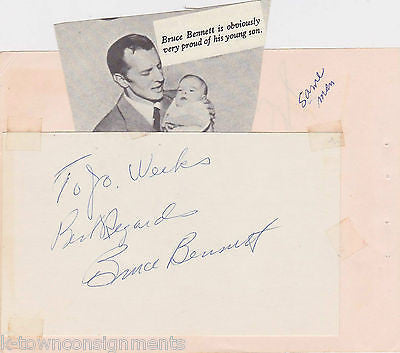 Bruce Bennett is obviously
very proud of his young son.
Same
man
To Jo. Weeks
Best Regards
Bruce Bennett
k-townconsignments